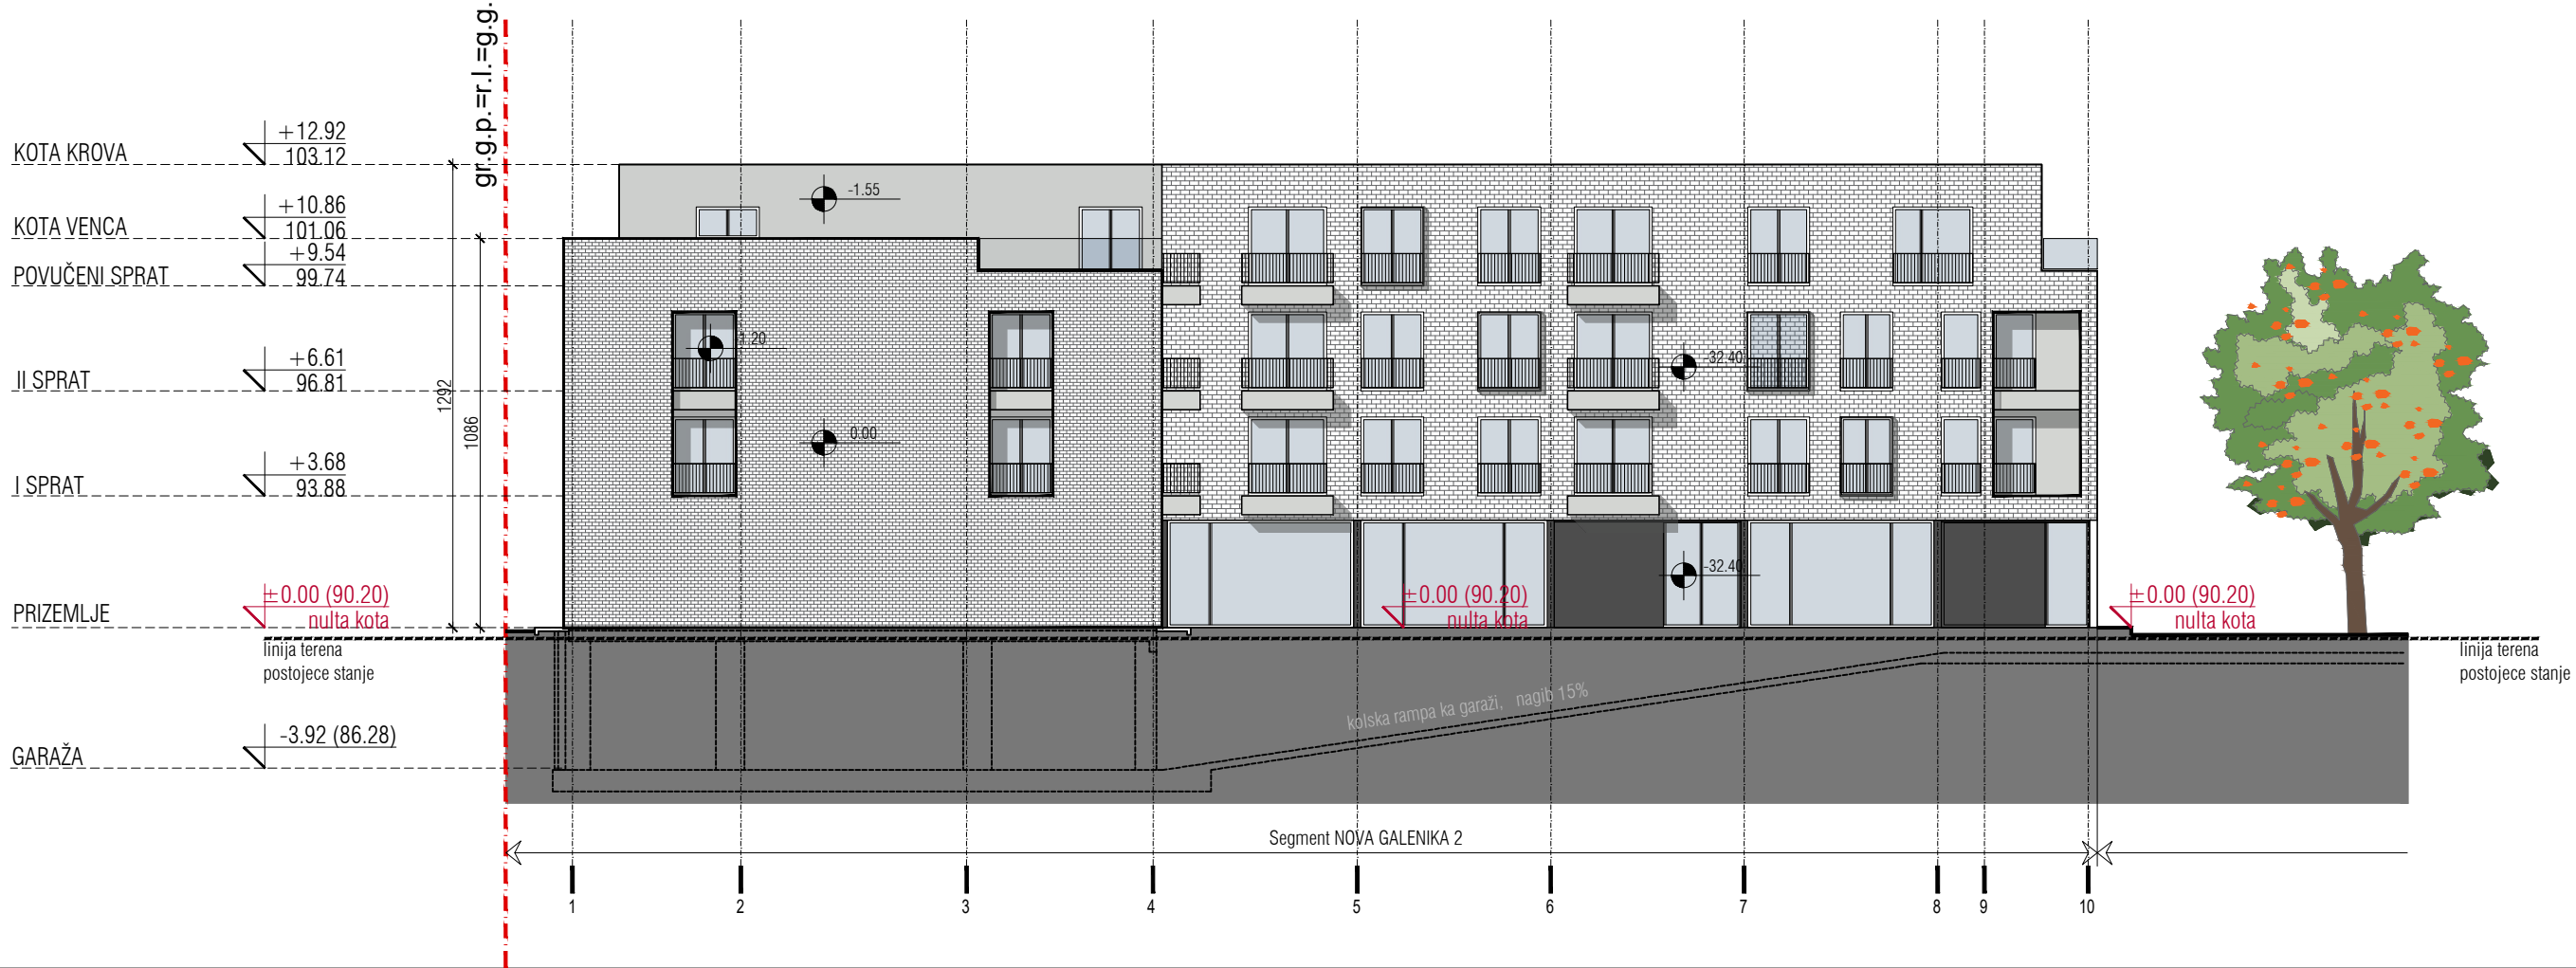 gr.g.p.=r.l.=g.g.
KOTA KROVA
+12.92
103.12
-1.55
KOTA VENCA
+10.86
101.06
POVUČENI SPRAT
+9.54
99.74
1.20
II SPRAT
+6.61
96.81
-32.40
1292
1086
0.00
I SPRAT
+3.68
93.88
-32.40
PRIZEMLJE
±0.00 (90.20)
nulta kota
±0.00 (90.20)
nulta kota
±0.00 (90.20)
nulta kota
linija terena
postojece stanje
linija terena
postojece stanje
kolska rampa ka garaži, nagib 15%
GARAŽA
-3.92 (86.28)
Segment NOVA GALENIKA 2
1 2 3 4 5 6 7 8 9 10